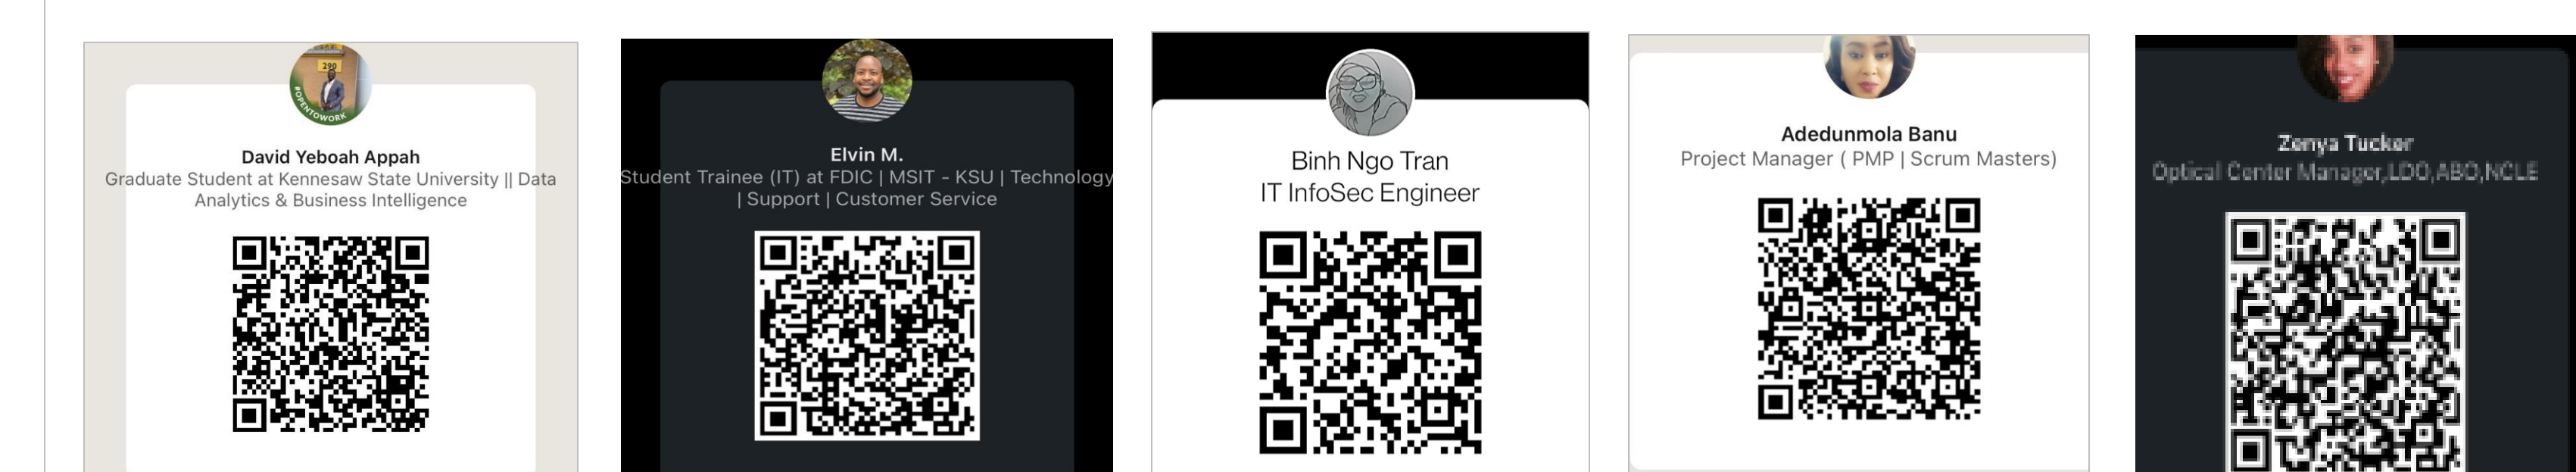 290
#OPENTOWORK
David Yeboah Appah
Graduate Student at Kennesaw State University || Data
Analytics & Business Intelligence
Elvin M.
Student Trainee (IT) at FDIC | MSIT - KSU | Technology
| Support | Customer Service
Binh Ngo Tran
IT InfoSec Engineer
Adedunmola Banu
Project Manager ( PMP | Scrum Masters)
Zenya Tucker
Optical Center Manager,LDO,ABO,NCLE